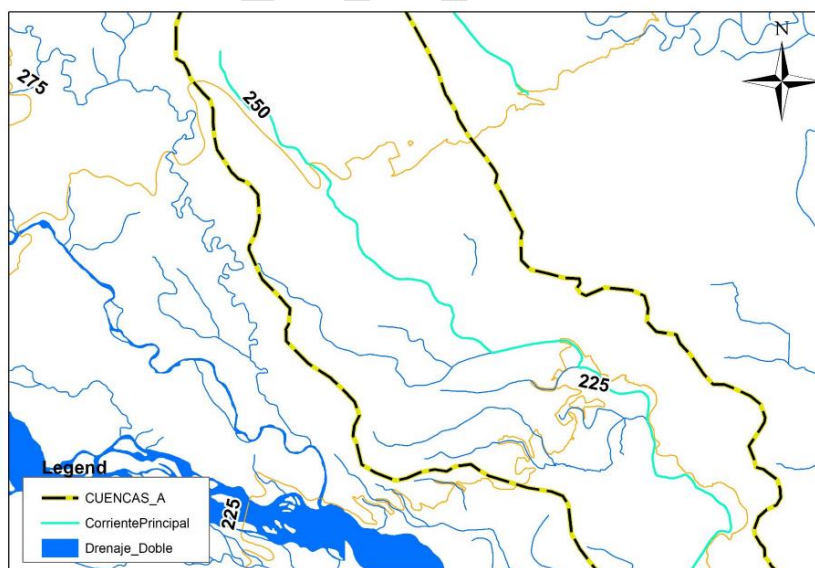 N
275
250
225
225
Legend
CUENCAS_A
CorrientePrincipal
Drenaje_Doble